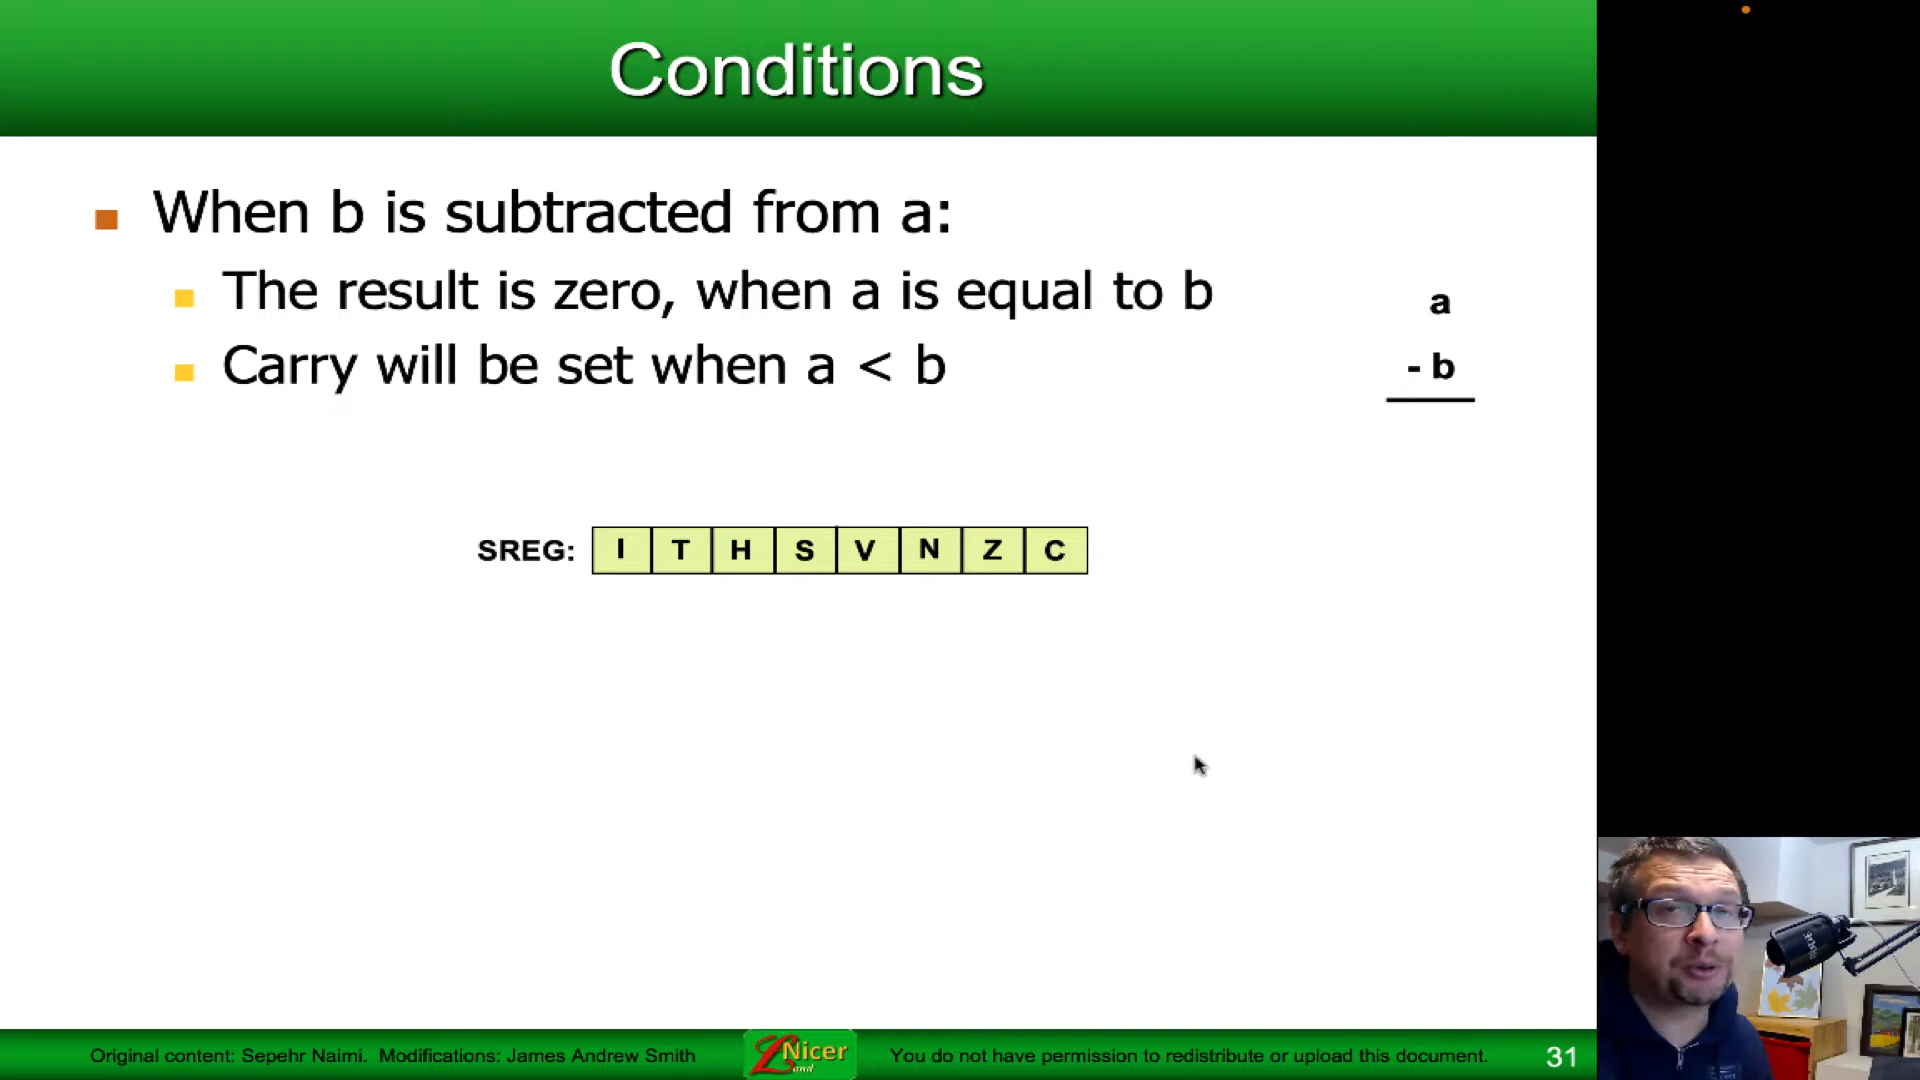 Conditions
When b is subtracted from a:
The result is zero, when a is equal to b
Carry will be set when a < b
a
- b
SREG: I T H S V N Z C
Original content: Sepehr Naimi. Modifications: James Andrew Smith
Nicer
Land
You do not have permission to redistribute or upload this document.
31
RØDE